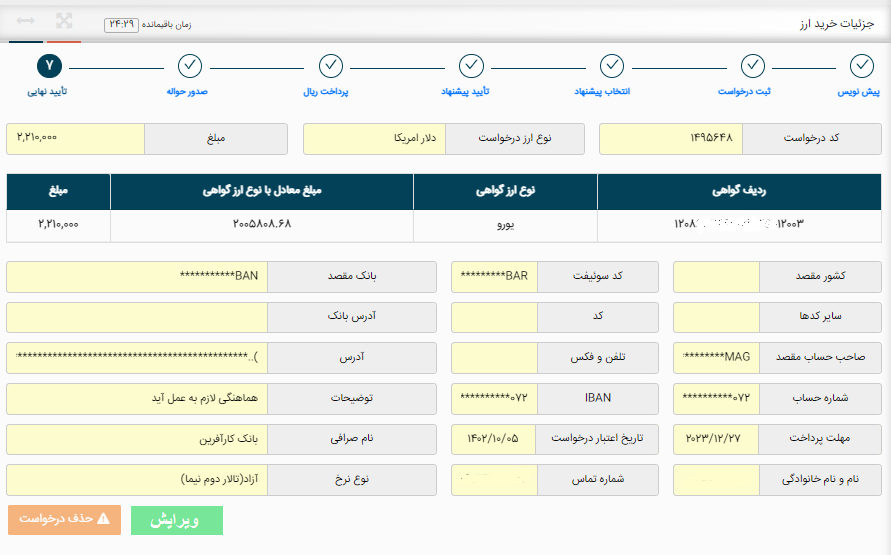 جزئیات خرید ارز
زمان باقیمانده ۲۴:۲۹
۷
پیش نویس ثبت درخواست انتخاب پیشنهاد تأیید پیشنهاد پرداخت ریال صدور حواله تأیید نهایی
کد درخواست ۱۴۹۵۶۴۸ نوع ارز درخواست دلار امریکا مبلغ ۲,۲۱۰,۰۰۰
ردیف گواهی نوع ارز گواهی مبلغ معادل با نوع ارز گواهی مبلغ
یورو ۲۰۰۵۸۰۸.۶۸ ۲,۲۱۰,۰۰۰
کشور مقصد کد سوئیفت BAR********* بانک مقصد BAN***********
سایر کدها کد آدرس بانک
صاحب حساب مقصد MAG********* تلفن و فکس آدرس
شماره حساب ۰۷۲********** IBAN ۰۷۲********** توضیحات هماهنگی لازم به عمل آید
مهلت پرداخت ۲۰۲۳/۱۲/۲۷ تاریخ اعتبار درخواست ۱۴۰۲/۱۰/۰۵ نام صرافی بانک کارآفرین
نام و نام خانوادگی شماره تماس نوع نرخ آزاد(تالار دوم نیما)
ویرایش حذف درخواست